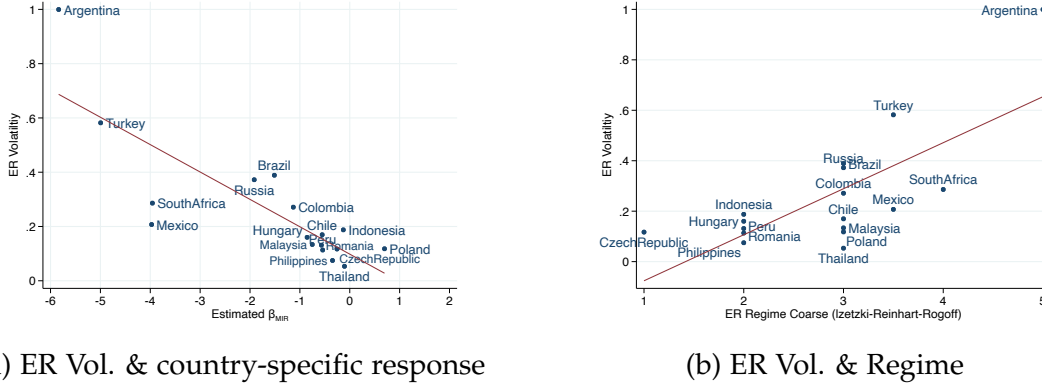 1
.8
.6
.4
.2
0
ER Volatiltiy
Argentina
Turkey
Brazil
Russia
SouthAfrica
Mexico
Colombia
Chile
Hungary
Indonesia
Peru
Malaysia
Romania
Poland
Philippines
CzechRepublic
Thailand
-6 -5 -4 -3 -2 -1 0 1 2
Estimated βMIR
) ER Vol. & country-specific response
1
.8
.6
.4
.2
0
ER Volatiltiy
Argentina
Turkey
Russia
Brazil
Colombia
SouthAfrica
Mexico
Indonesia
Chile
Hungary
Peru
Malaysia
Romania
CzechRepublic
Poland
Philippines
Thailand
1 2 3 4 5
ER Regime Coarse (Izetzki-Reinhart-Rogoff)
(b) ER Vol. & Regime